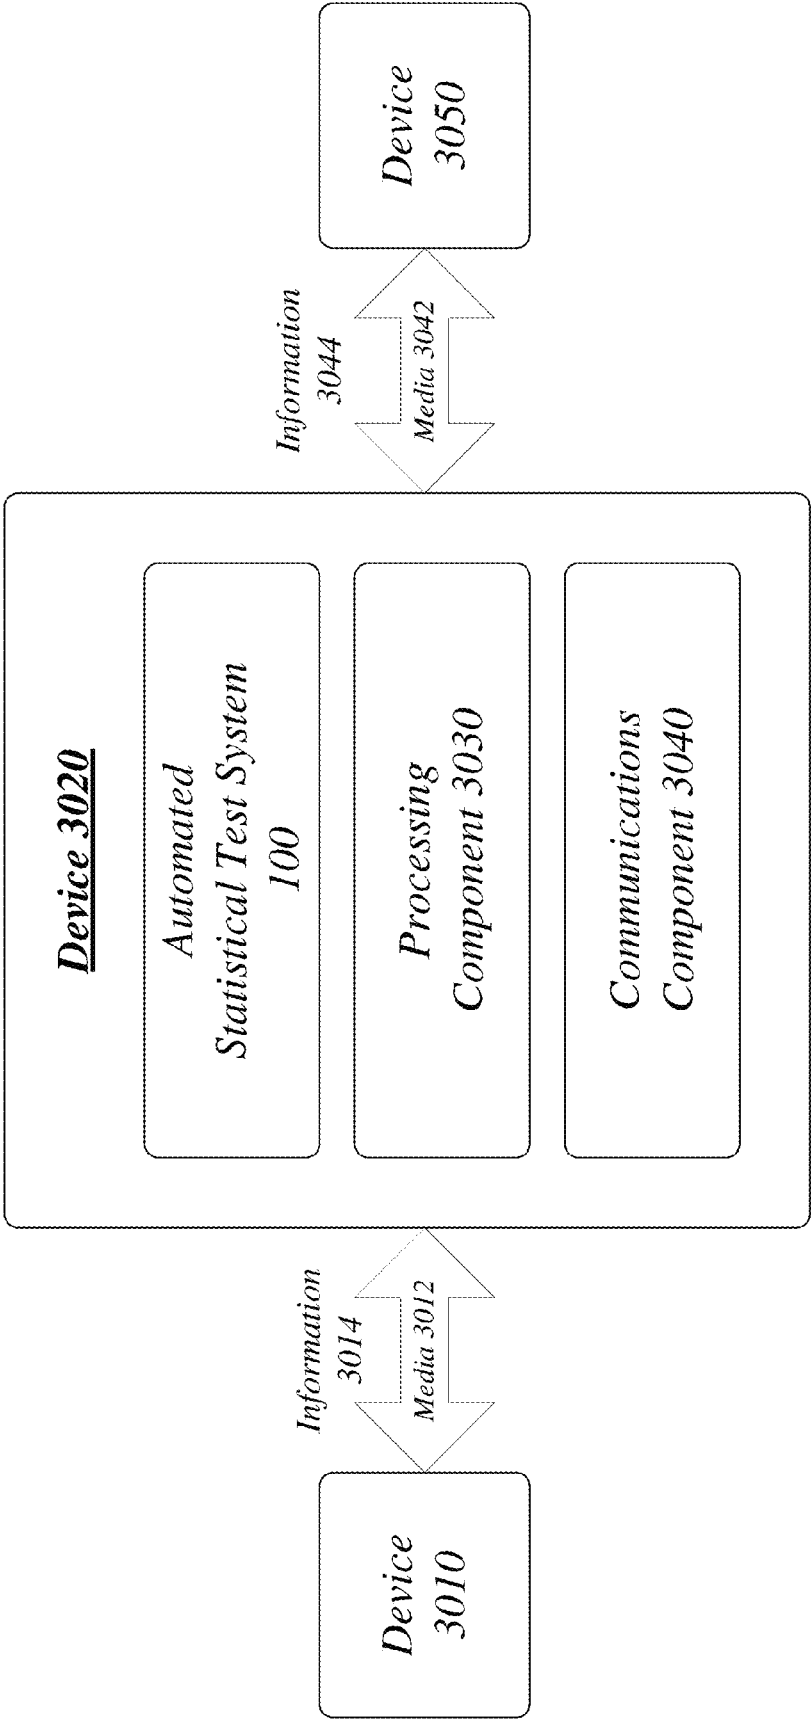 Device 3020
Device
3010
Information
3014
Media 3012
Automated
Statistical Test System
100
Processing
Component 3030
Communications
Component 3040
Information
3044
Media 3042
Device
3050